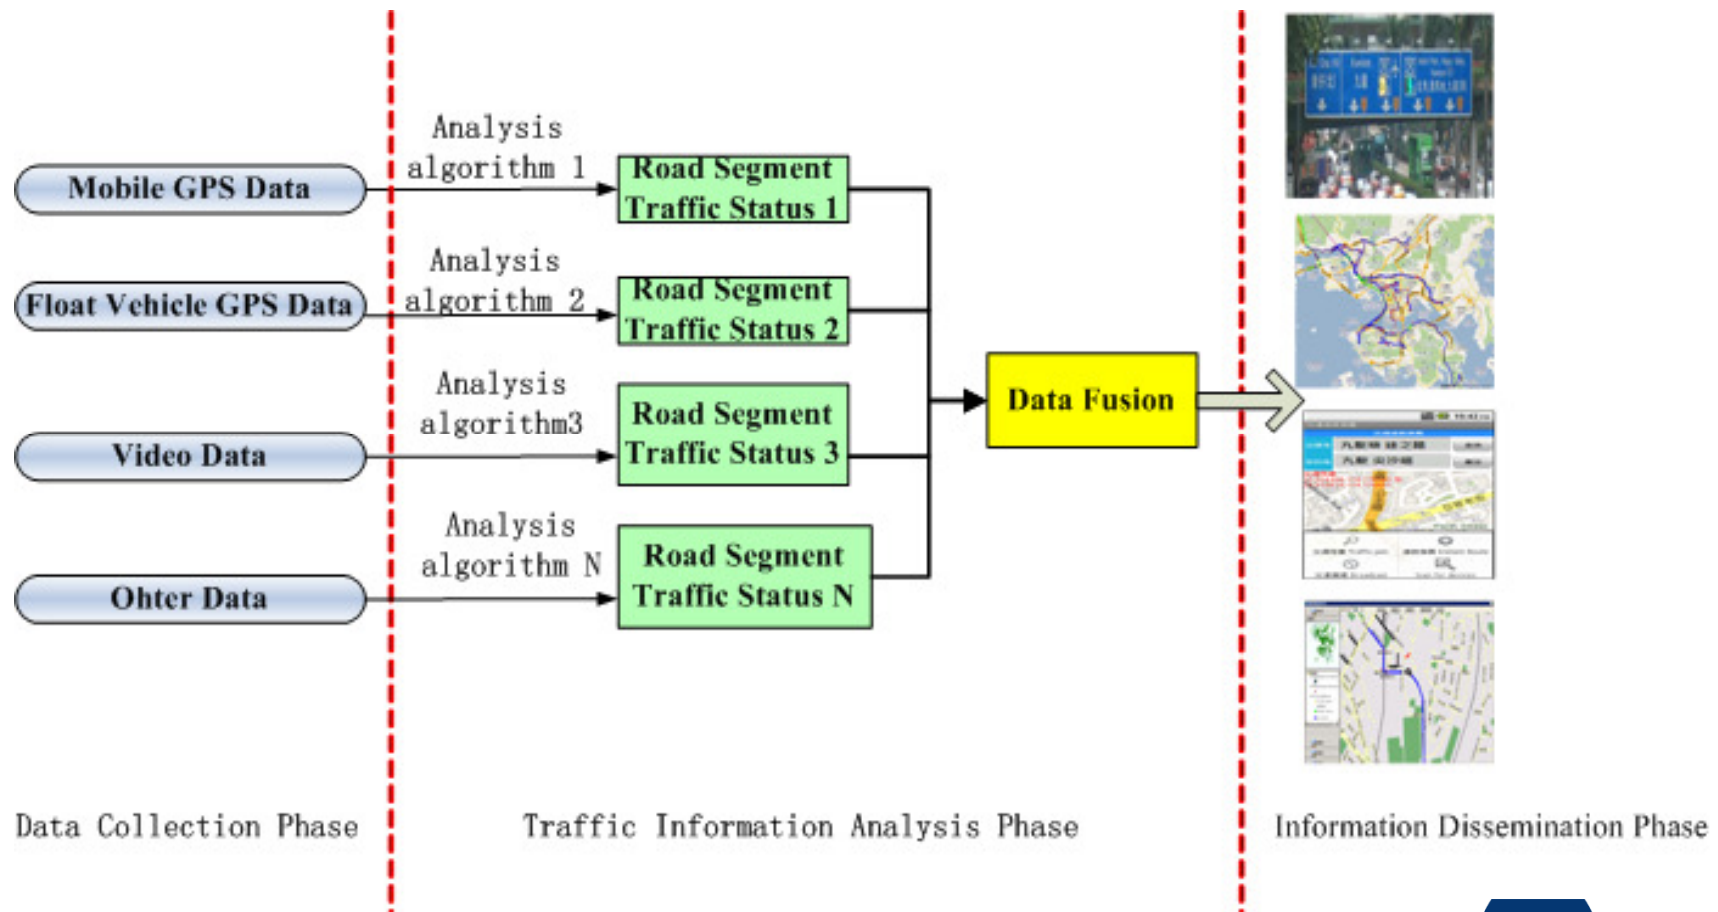 Analysis
algorithm 1
Mobile GPS Data
Road Segment
Traffic Status 1
Analysis
algorithm 2
Float Vehicle GPS Data
Road Segment
Traffic Status 2
Analysis
algorithm3
Video Data
Road Segment
Traffic Status 3
Analysis
algorithm N
Ohter Data
Road Segment
Traffic Status N
Data Fusion
Data Collection Phase
Traffic Information Analysis Phase
Information Dissemination Phase